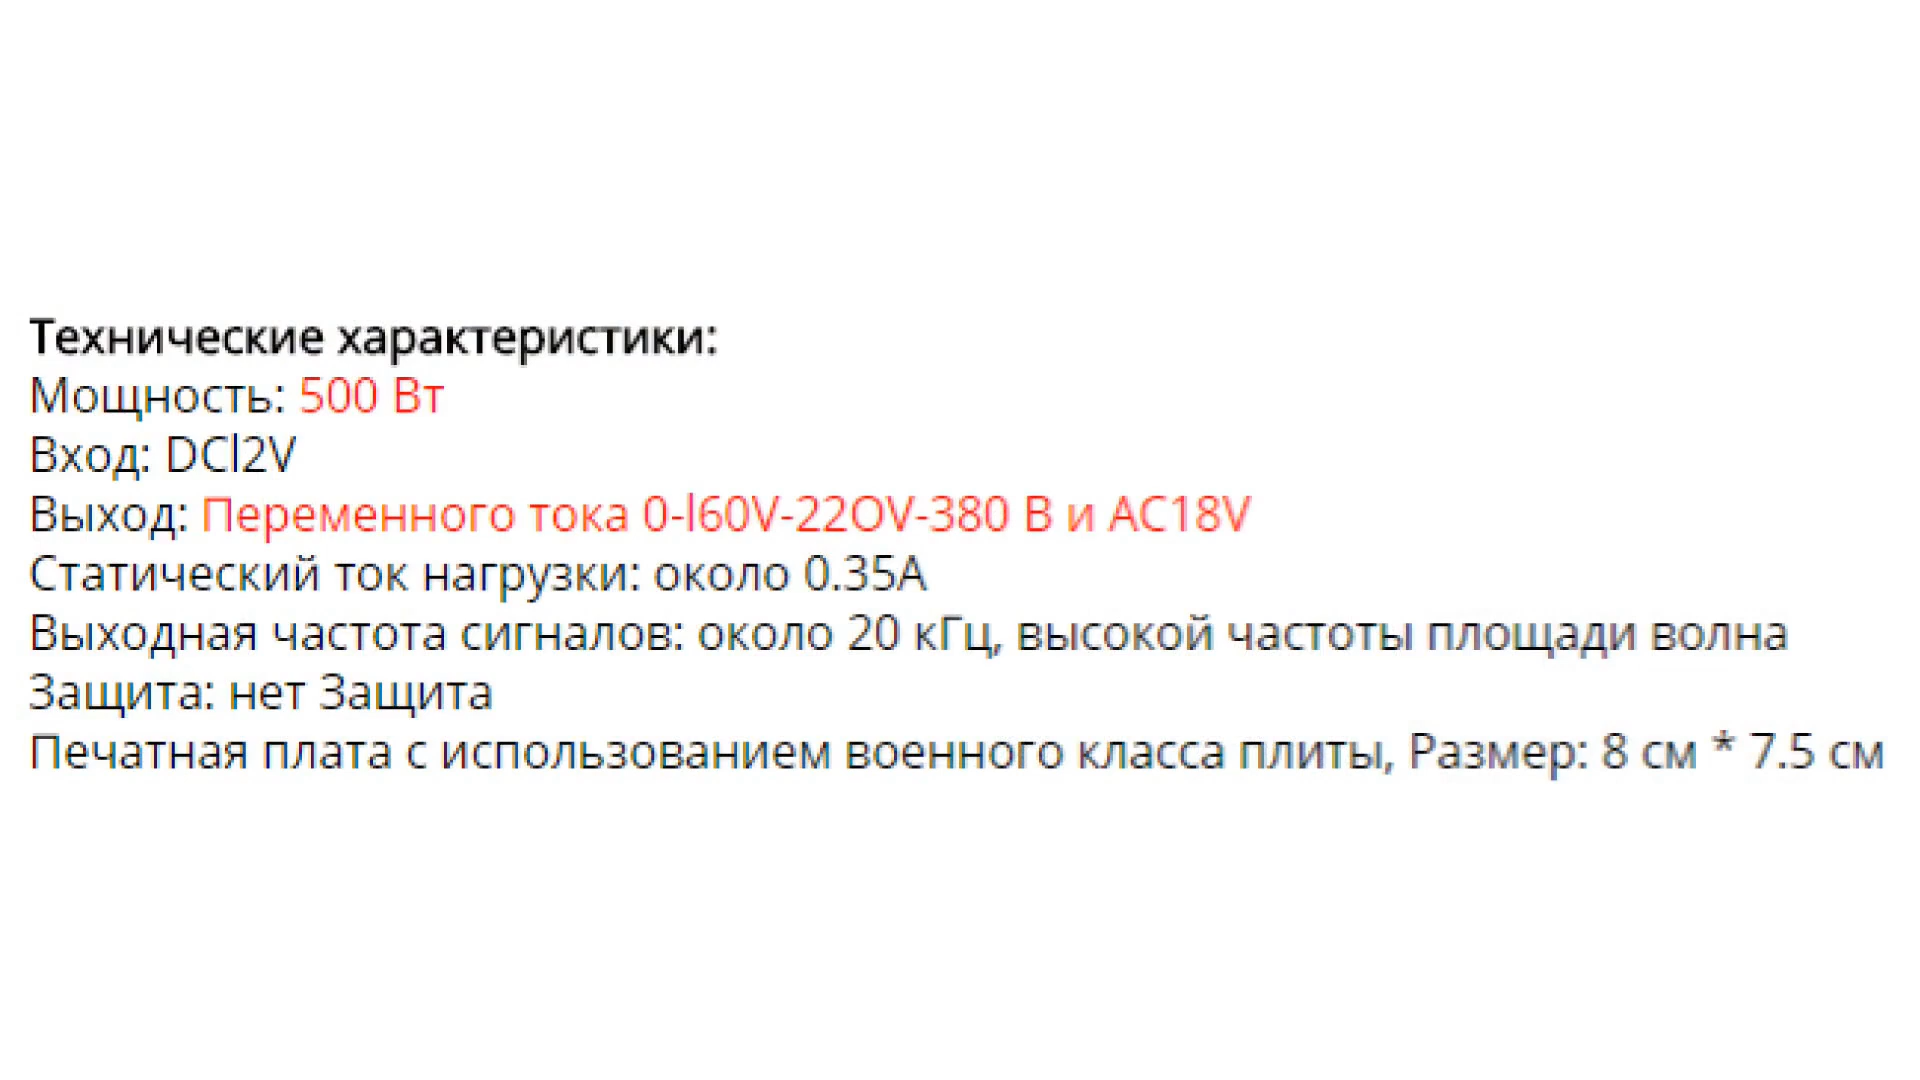 Технические характеристики:
Мощность: 500 Вт
Вход: DCl2V
Выход: Переменного тока 0-l60V-22OV-380 В и AC18V
Статический ток нагрузки: около 0.35A
Выходная частота сигналов: около 20 кГц, высокой частоты площади волна
Защита: нет Защита
Печатная плата с использованием военного класса плиты, Размер: 8 см * 7.5 см